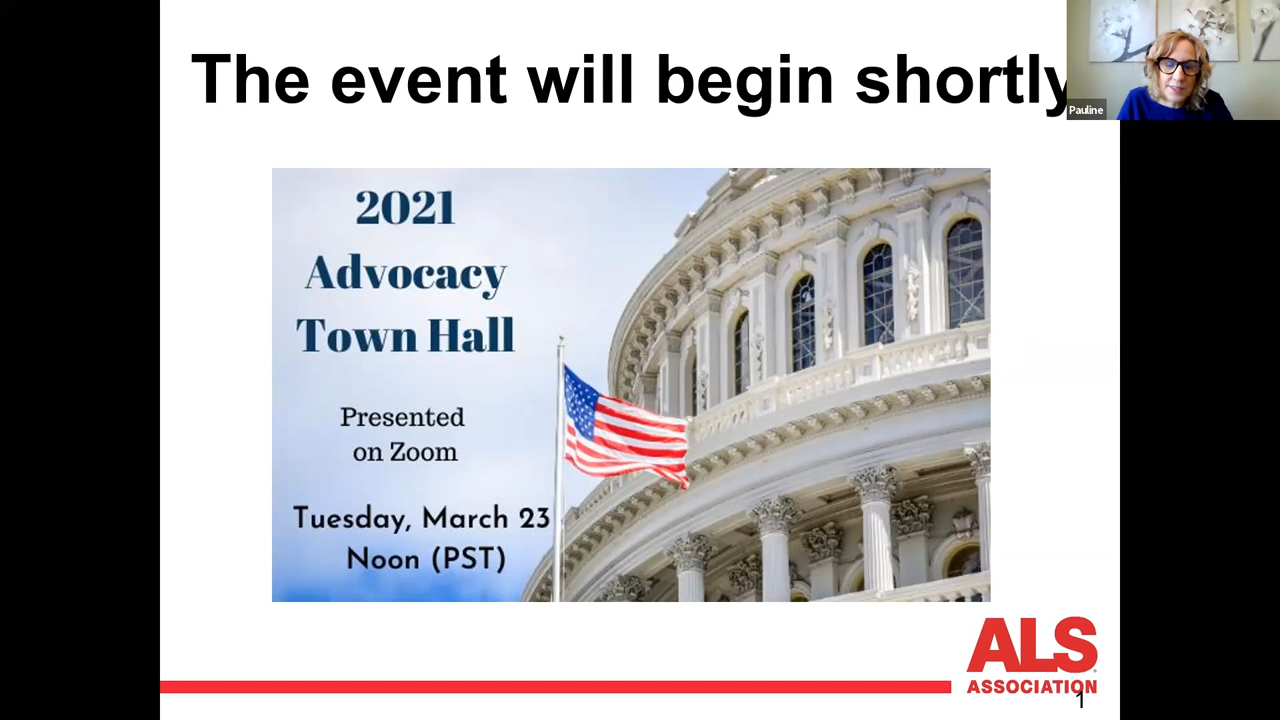 The event will begin shortly
Pauline
2021
Advocacy
Town Hall
Presented
on Zoom
Tuesday, March 23
Noon (PST)
ALS
ASSOCIATION
1